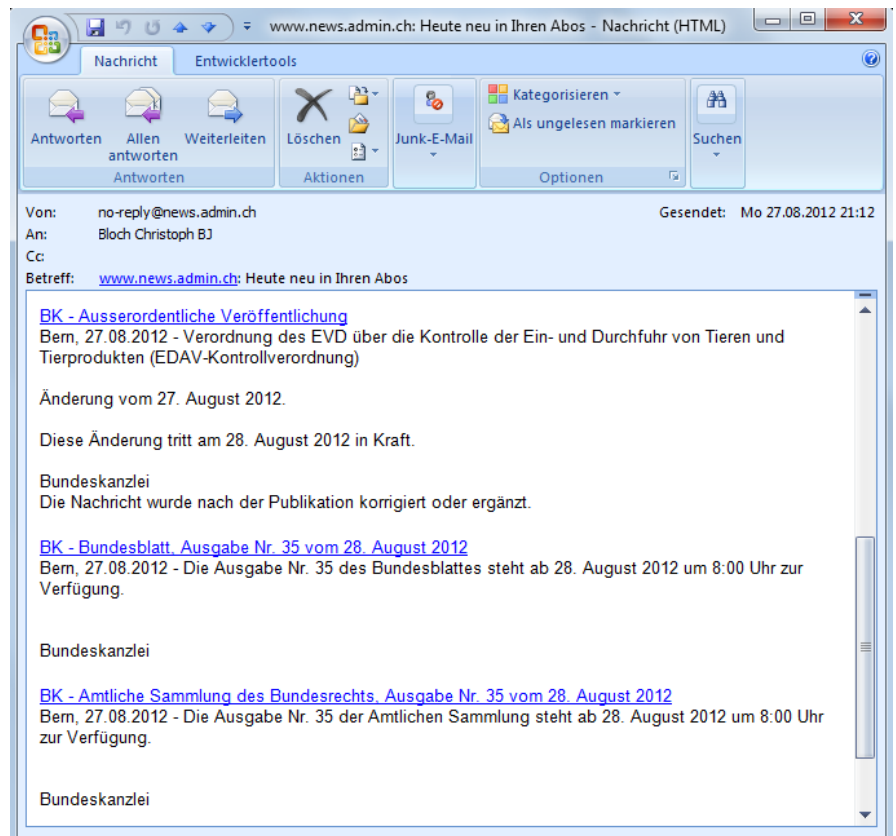 www.news.admin.ch: Heute neu in Ihren Abos - Nachricht (HTML)
Nachricht Entwicklertools
Antworten Allen antworten Weiterleiten Löschen Junk-E-Mail Kategorisieren Als ungelesen markieren Suchen
Antworten Aktionen Optionen
Von: no-reply@news.admin.ch Gesendet: Mo 27.08.2012 21:12
An: Bloch Christoph BJ
Cc:
Betreff: www.news.admin.ch: Heute neu in Ihren Abos
BK - Ausserordentliche Veröffentlichung
Bern, 27.08.2012 - Verordnung des EVD über die Kontrolle der Ein- und Durchfuhr von Tieren und
Tierprodukten (EDAV-Kontrollverordnung)
Änderung vom 27. August 2012.
Diese Änderung tritt am 28. August 2012 in Kraft.
Bundeskanzlei
Die Nachricht wurde nach der Publikation korrigiert oder ergänzt.
BK - Bundesblatt, Ausgabe Nr. 35 vom 28. August 2012
Bern, 27.08.2012 - Die Ausgabe Nr. 35 des Bundesblattes steht ab 28. August 2012 um 8:00 Uhr zur
Verfügung.
Bundeskanzlei
BK - Amtliche Sammlung des Bundesrechts, Ausgabe Nr. 35 vom 28. August 2012
Bern, 27.08.2012 - Die Ausgabe Nr. 35 der Amtlichen Sammlung steht ab 28. August 2012 um 8:00 Uhr
zur Verfügung.
Bundeskanzlei